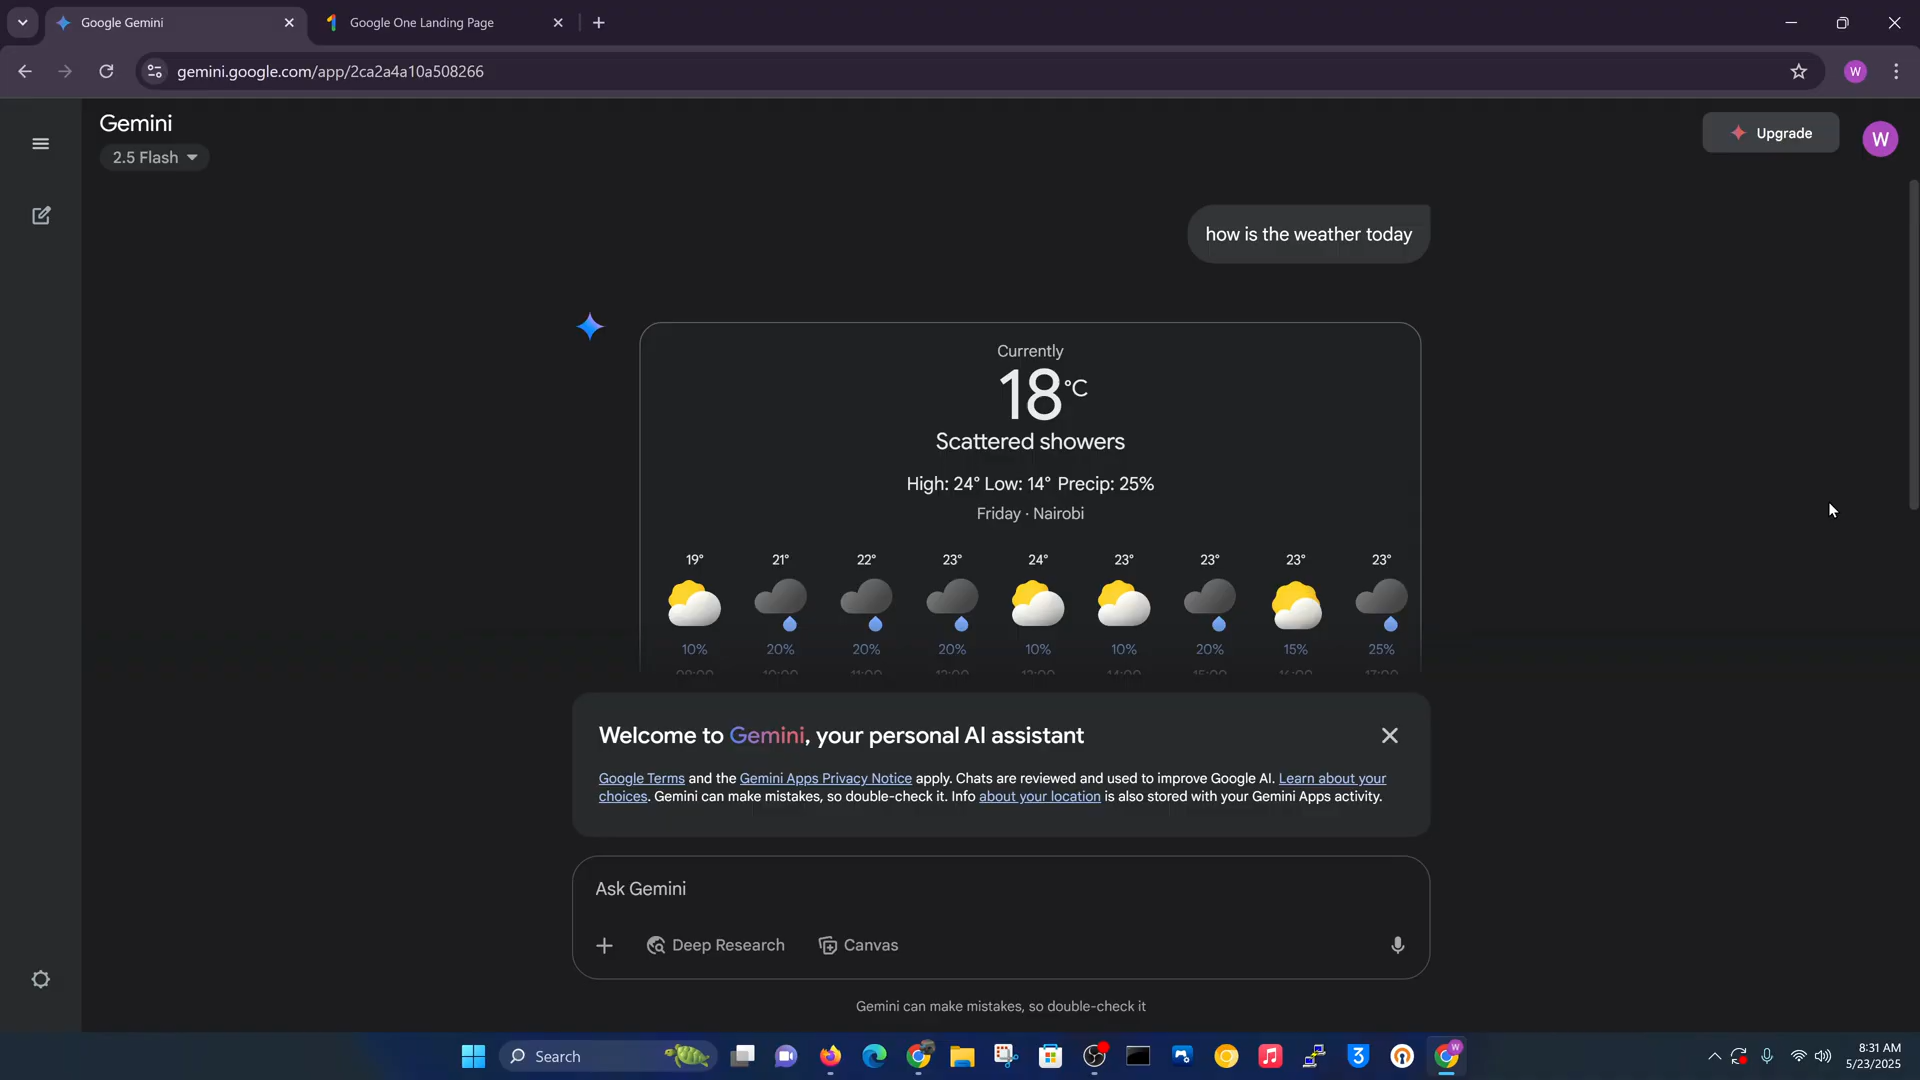 Google Gemini
Google One Landing Page
gemini.google.com/app/2ca2a4a10a508266
W
Gemini
2.5 Flash
Upgrade
W
how is the weather today
Currently
18°C
Scattered showers
High: 24° Low: 14° Precip: 25%
Friday · Nairobi
19° 21° 22° 23° 24° 23° 23° 23° 23°
10% 20% 20% 20% 10% 10% 20% 15% 25%
Welcome to Gemini, your personal AI assistant
Google Terms and the Gemini Apps Privacy Notice apply. Chats are reviewed and used to improve Google AI. Learn about your
choices. Gemini can make mistakes, so double-check it. Info about your location is also stored with your Gemini Apps activity.
Ask Gemini
Deep Research
Canvas
Gemini can make mistakes, so double-check it
Search
8:31 AM
5/23/2025